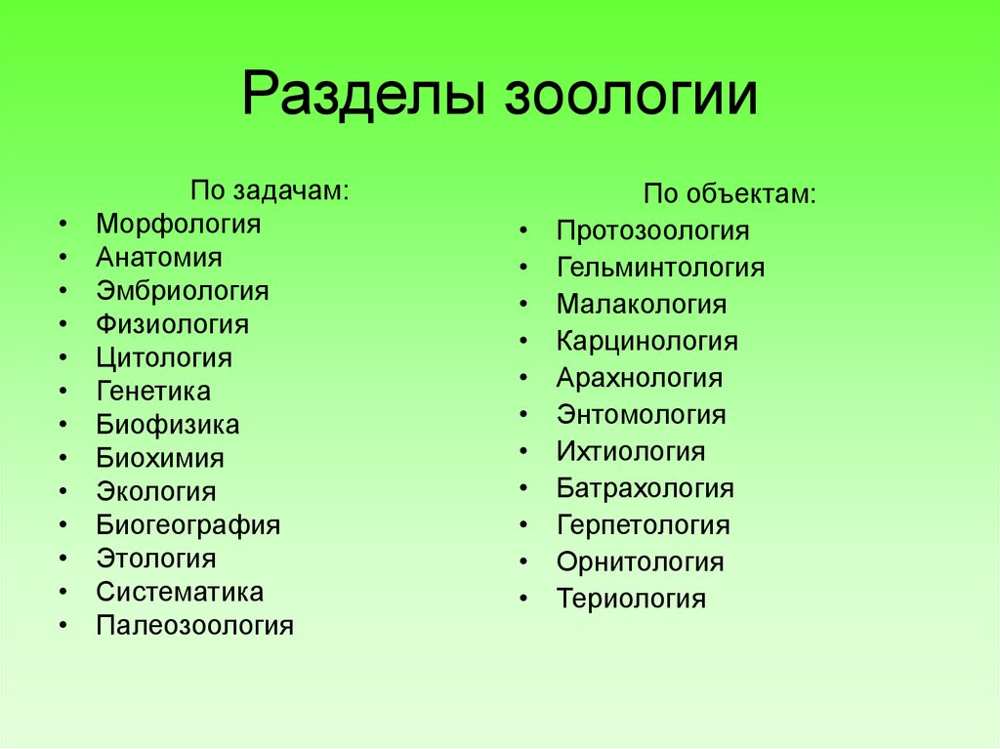 Разделы зоологии
По задачам:
• Морфология
• Анатомия
• Эмбриология
• Физиология
• Цитология
• Генетика
• Биофизика
• Биохимия
• Экология
• Биогеография
• Этология
• Систематика
• Палеозоология
По объектам:
• Протозоология
• Гельминтология
• Малакология
• Карцинология
• Арахнология
• Энтомология
• Ихтиология
• Батрахология
• Герпетология
• Орнитология
• Териология